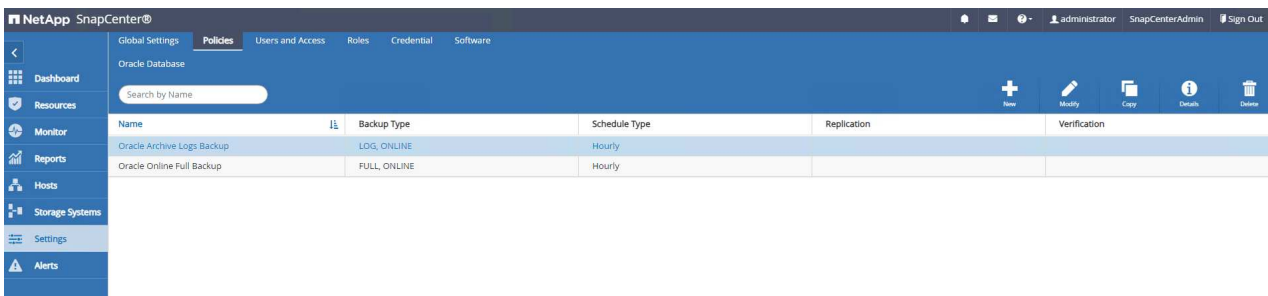 NetApp SnapCenter®
administrator SnapCenterAdmin Sign Out
Global Settings Policies Users and Access Roles Credential Software
Oracle Database
Search by Name
New Modify Copy Details Delete
Dashboard
Resources
Monitor
Reports
Hosts
Storage Systems
Settings
Alerts
Name Backup Type Schedule Type Replication Verification
Oracle Archive Logs Backup LOG, ONLINE Hourly
Oracle Online Full Backup FULL, ONLINE Hourly